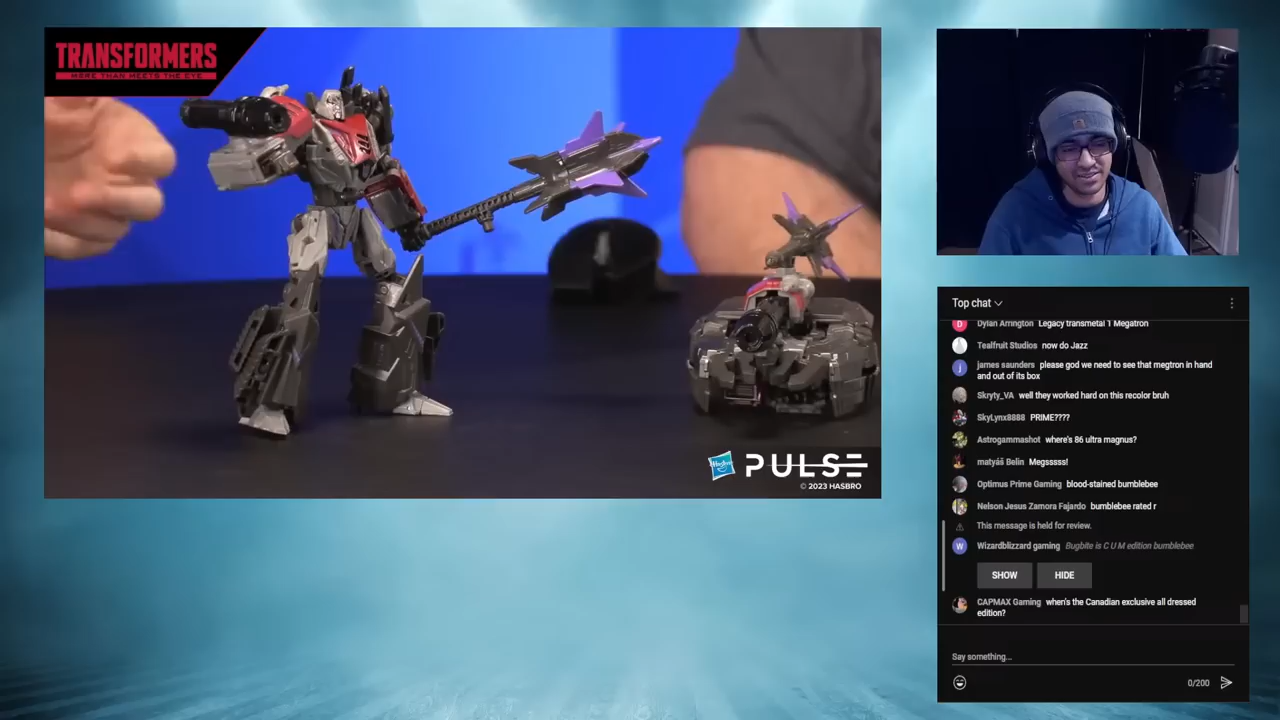 TRANSFORMERS
MORE THAN MEETS THE EYE
Hasbro
PULSE
© 2023 HASBRO
Top chat
Dylan Arrington Legacy transmetal 1 Megatron
Tealfruit Studios now do Jazz
james saunders please god we need to see that megtron in hand
and out of its box
Skryty_VA well they worked hard on this recolor bruh
SkyLynx8888 PRIME????
Astrogammashot where's 86 ultra magnus?
matyáš Belin Megsssss!
Optimus Prime Gaming blood-stained bumblebee
Nelson Jesus Zamora Fajardo bumblebee rated r
This message is held for review.
Wizardblizzard gaming Bugbite is C U M edition bumblebee
SHOW HIDE
CAPMAX Gaming when's the Canadian exclusive all dressed
edition?
Say something...
0/200